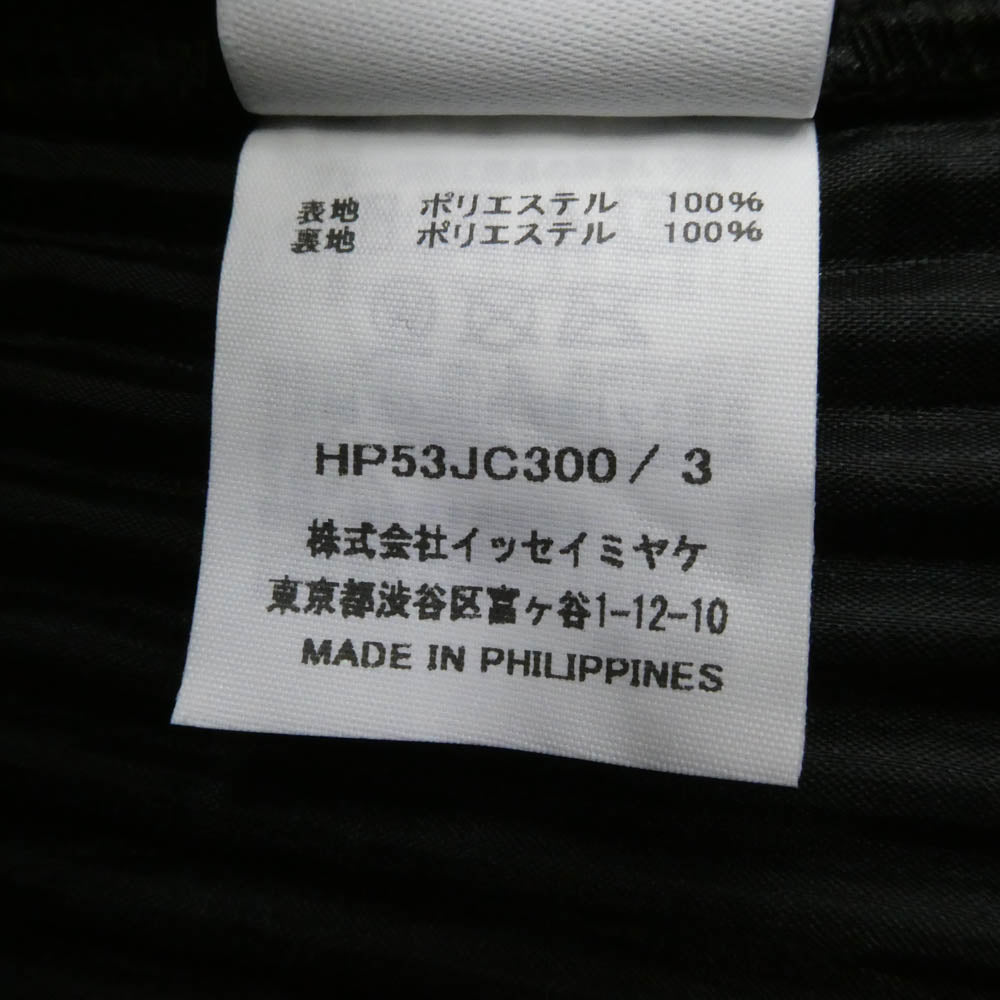 表地 ポリエステル 100%
裏地 ポリエステル 100%
HP53JC300 / 3
株式会社イッセイミヤケ
東京都渋谷区富ヶ谷1-12-10
MADE IN PHILIPPINES